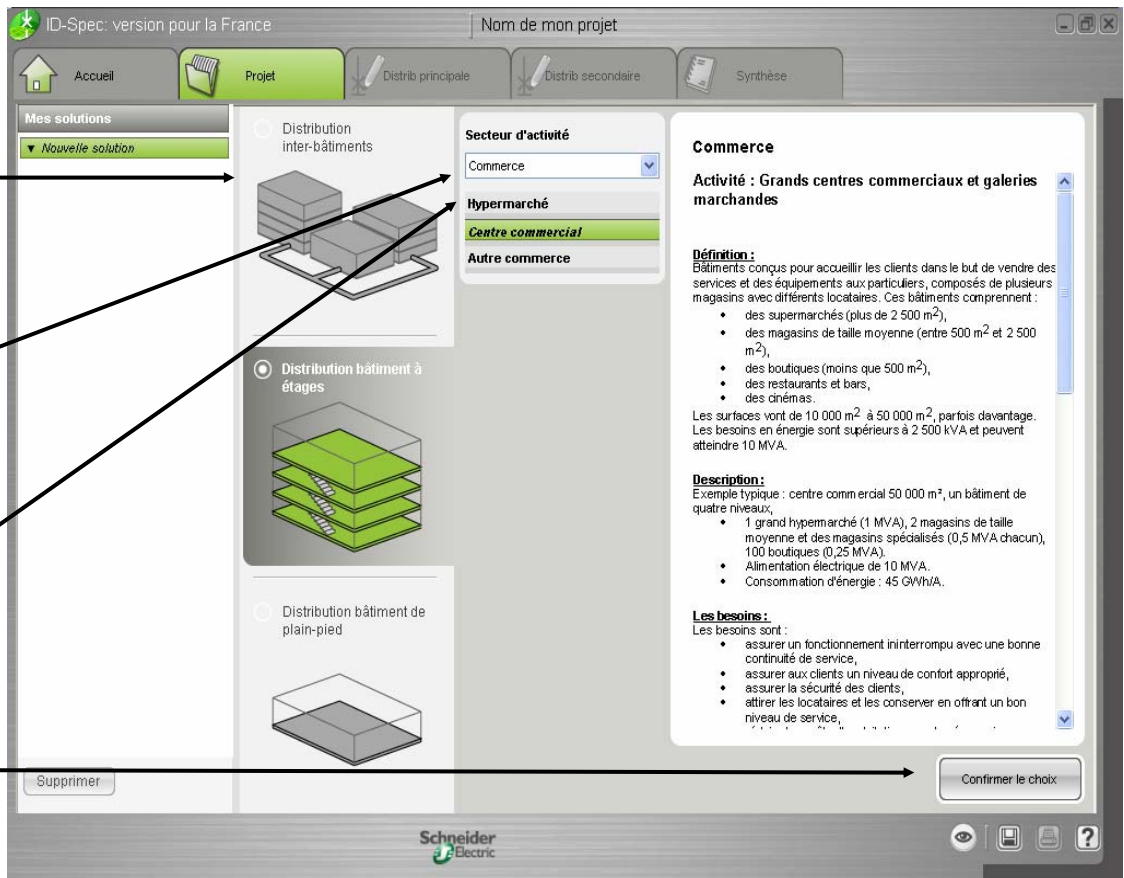 ID-Spec: version pour la France
Nom de mon projet
Accueil
Projet
Distrib principale
Distrib secondaire
Synthèse
Mes solutions
▼ Nouvelle solution
Supprimer
Distribution
inter-bâtiments
Distribution bâtiment à
étages
Distribution bâtiment de
plain-pied
Secteur d'activité
Commerce
Hypermarché
Centre commercial
Autre commerce
Commerce
Activité : Grands centres commerciaux et galeries
marchandes
Définition :
Bâtiments conçus pour accueillir les clients dans le but de vendre des
services et des équipements aux particuliers, composés de plusieurs
magasins avec différents locataires. Ces bâtiments comprennent :
• des supermarchés (plus de 2 500 m²),
• des magasins de taille moyenne (entre 500 m² et 2 500
m²),
• des boutiques (moins que 500 m²),
• des restaurants et bars,
• des cinémas.
Les surfaces vont de 10 000 m² à 50 000 m², parfois davantage.
Les besoins en énergie sont supérieurs à 2 500 kVA et peuvent
atteindre 10 MVA.
Description :
Exemple typique : centre commercial 50 000 m², un bâtiment de
quatre niveaux,
• 1 grand hypermarché (1 MVA), 2 magasins de taille
moyenne et des magasins spécialisés (0,5 MVA chacun),
100 boutiques (0,25 MVA).
• Alimentation électrique de 10 MVA.
• Consommation d'énergie : 45 GWh/A.
Les besoins :
Les besoins sont :
• assurer un fonctionnement ininterrompu avec une bonne
continuité de service,
• assurer aux clients un niveau de confort approprié,
• assurer la sécurité des clients,
• attirer les locataires et les conserver en offrant un bon
niveau de service,
Confirmer le choix
Schneider
Electric
?